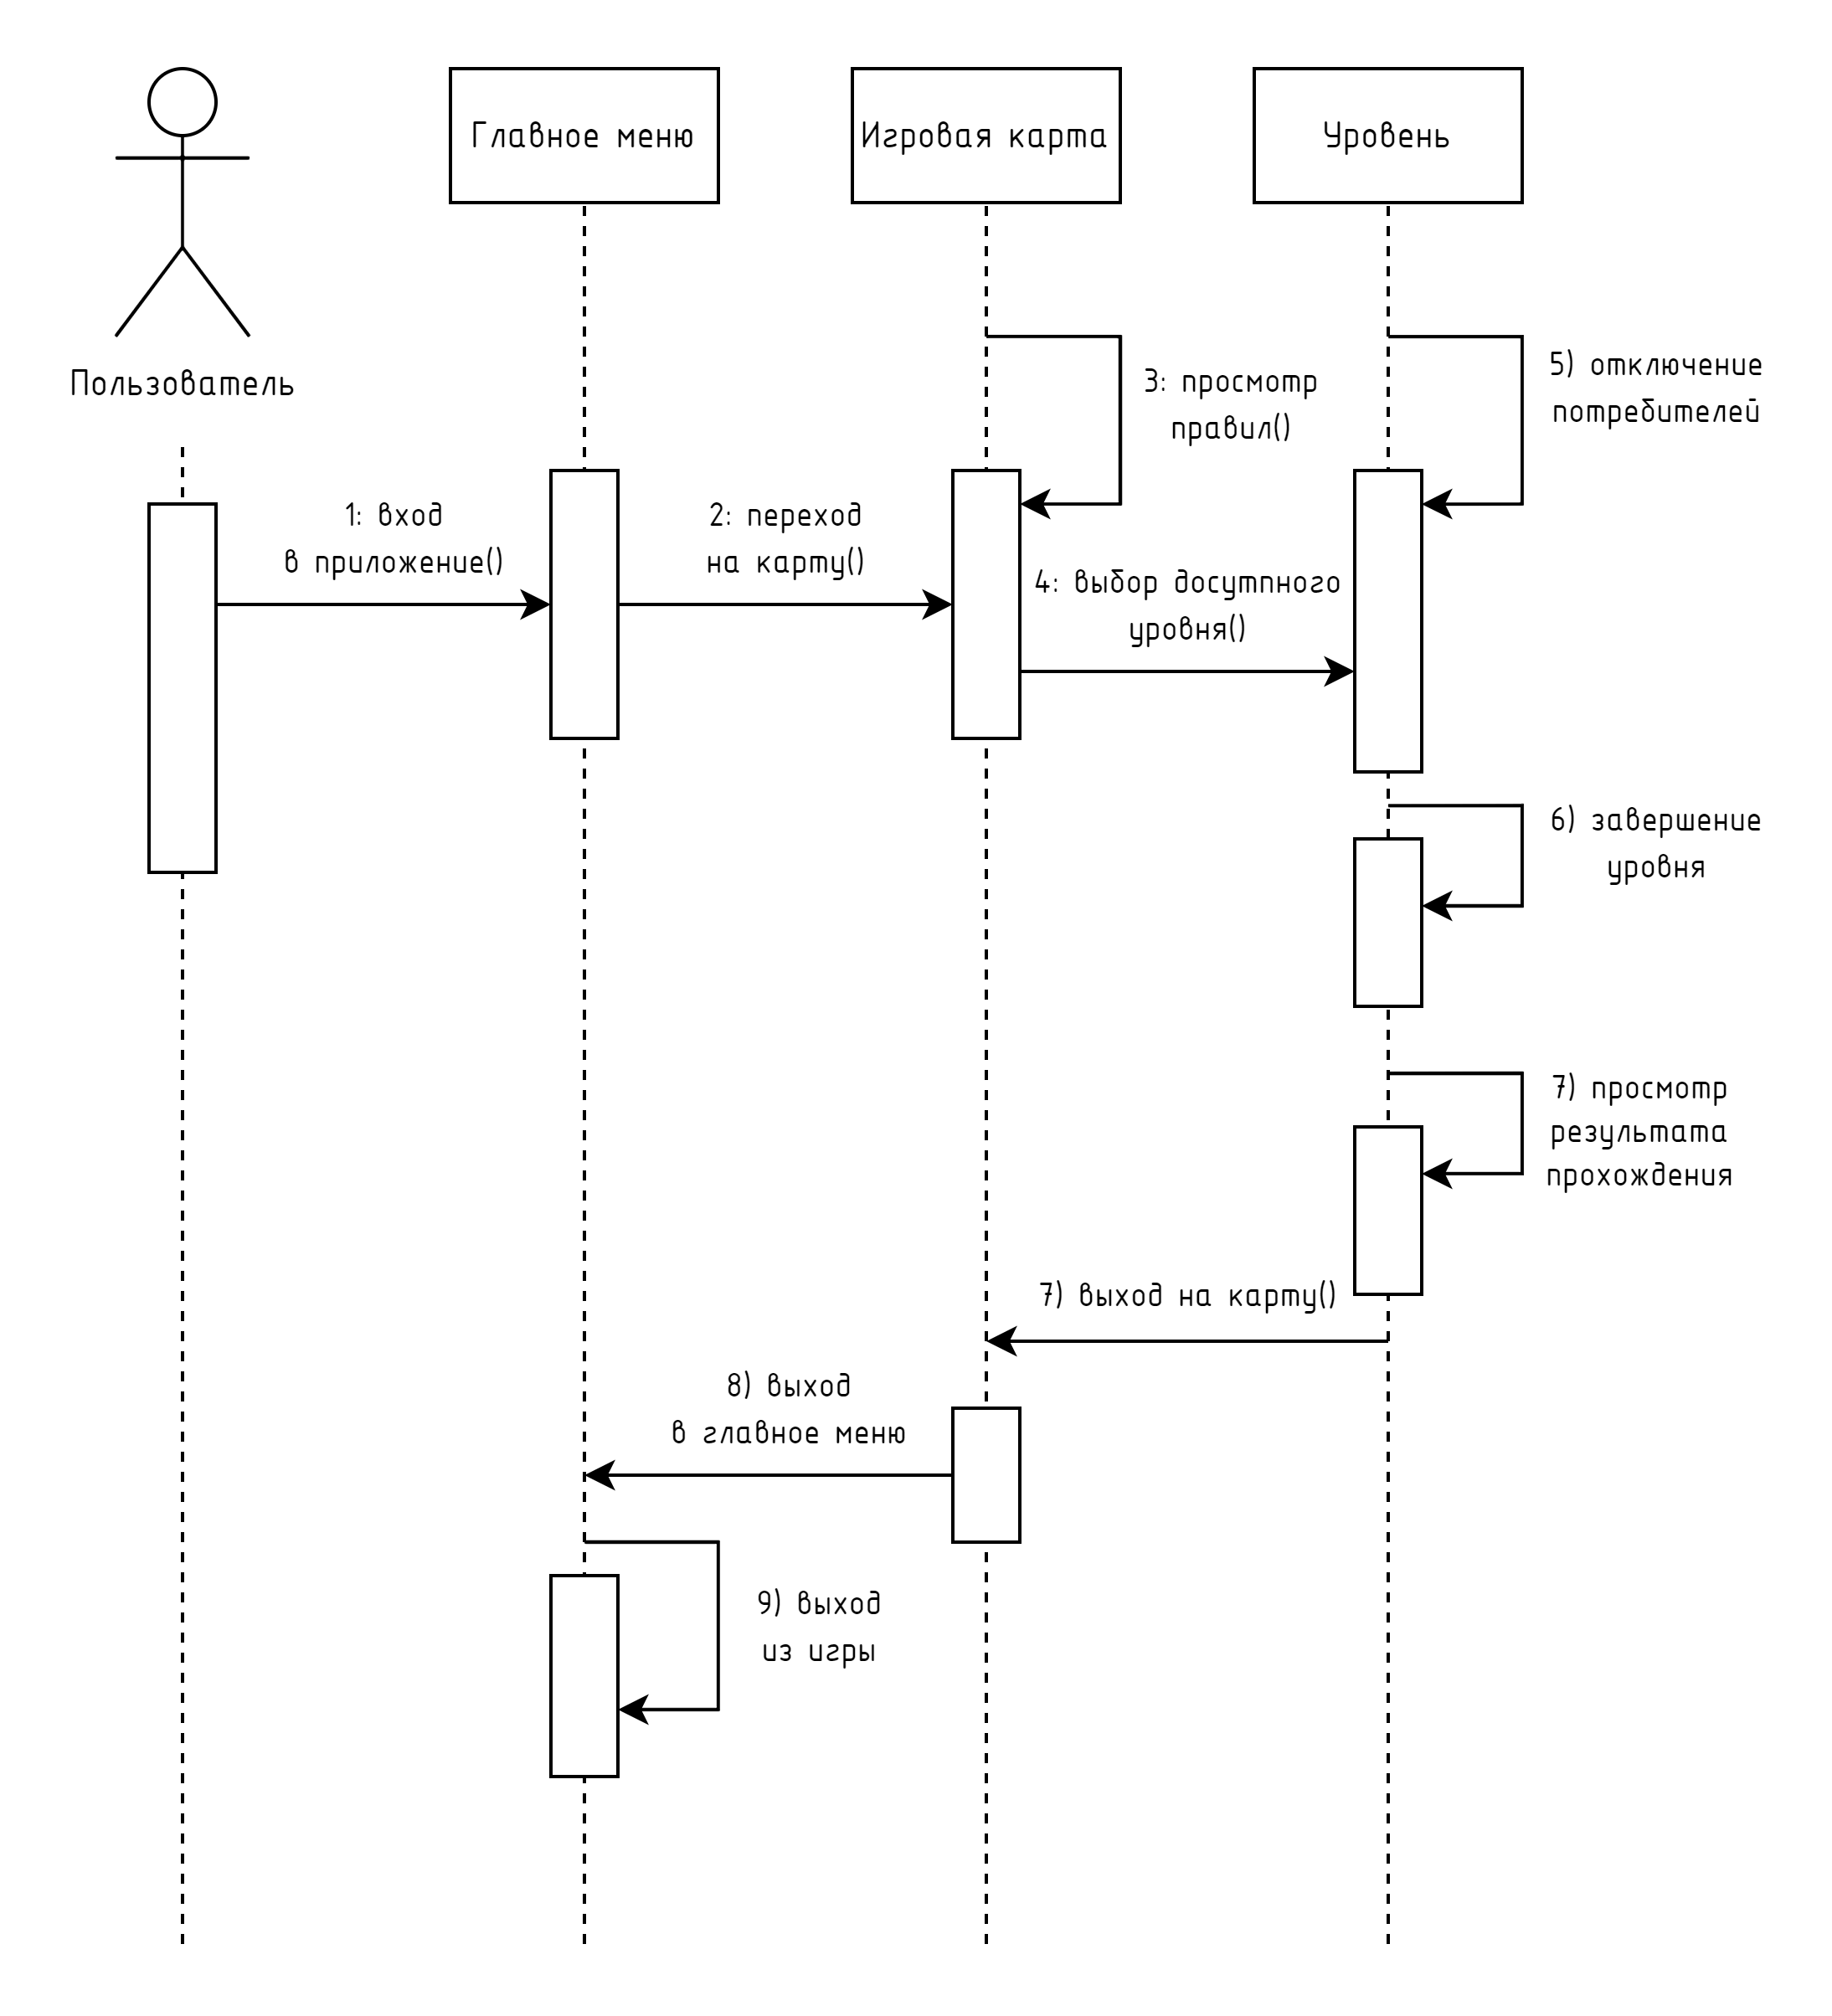 Главное меню
Игровая карта
Уровень
Пользователь
3: просмотр
правил()
5) отключение
потребителей
1: вход
в приложение()
2: переход
на карту()
4: выбор досутпного
уровня()
6) завершение
уровня
7) просмотр
результата
прохождения
7) выход на карту()
8) выход
в главное меню
9) выход
из игры